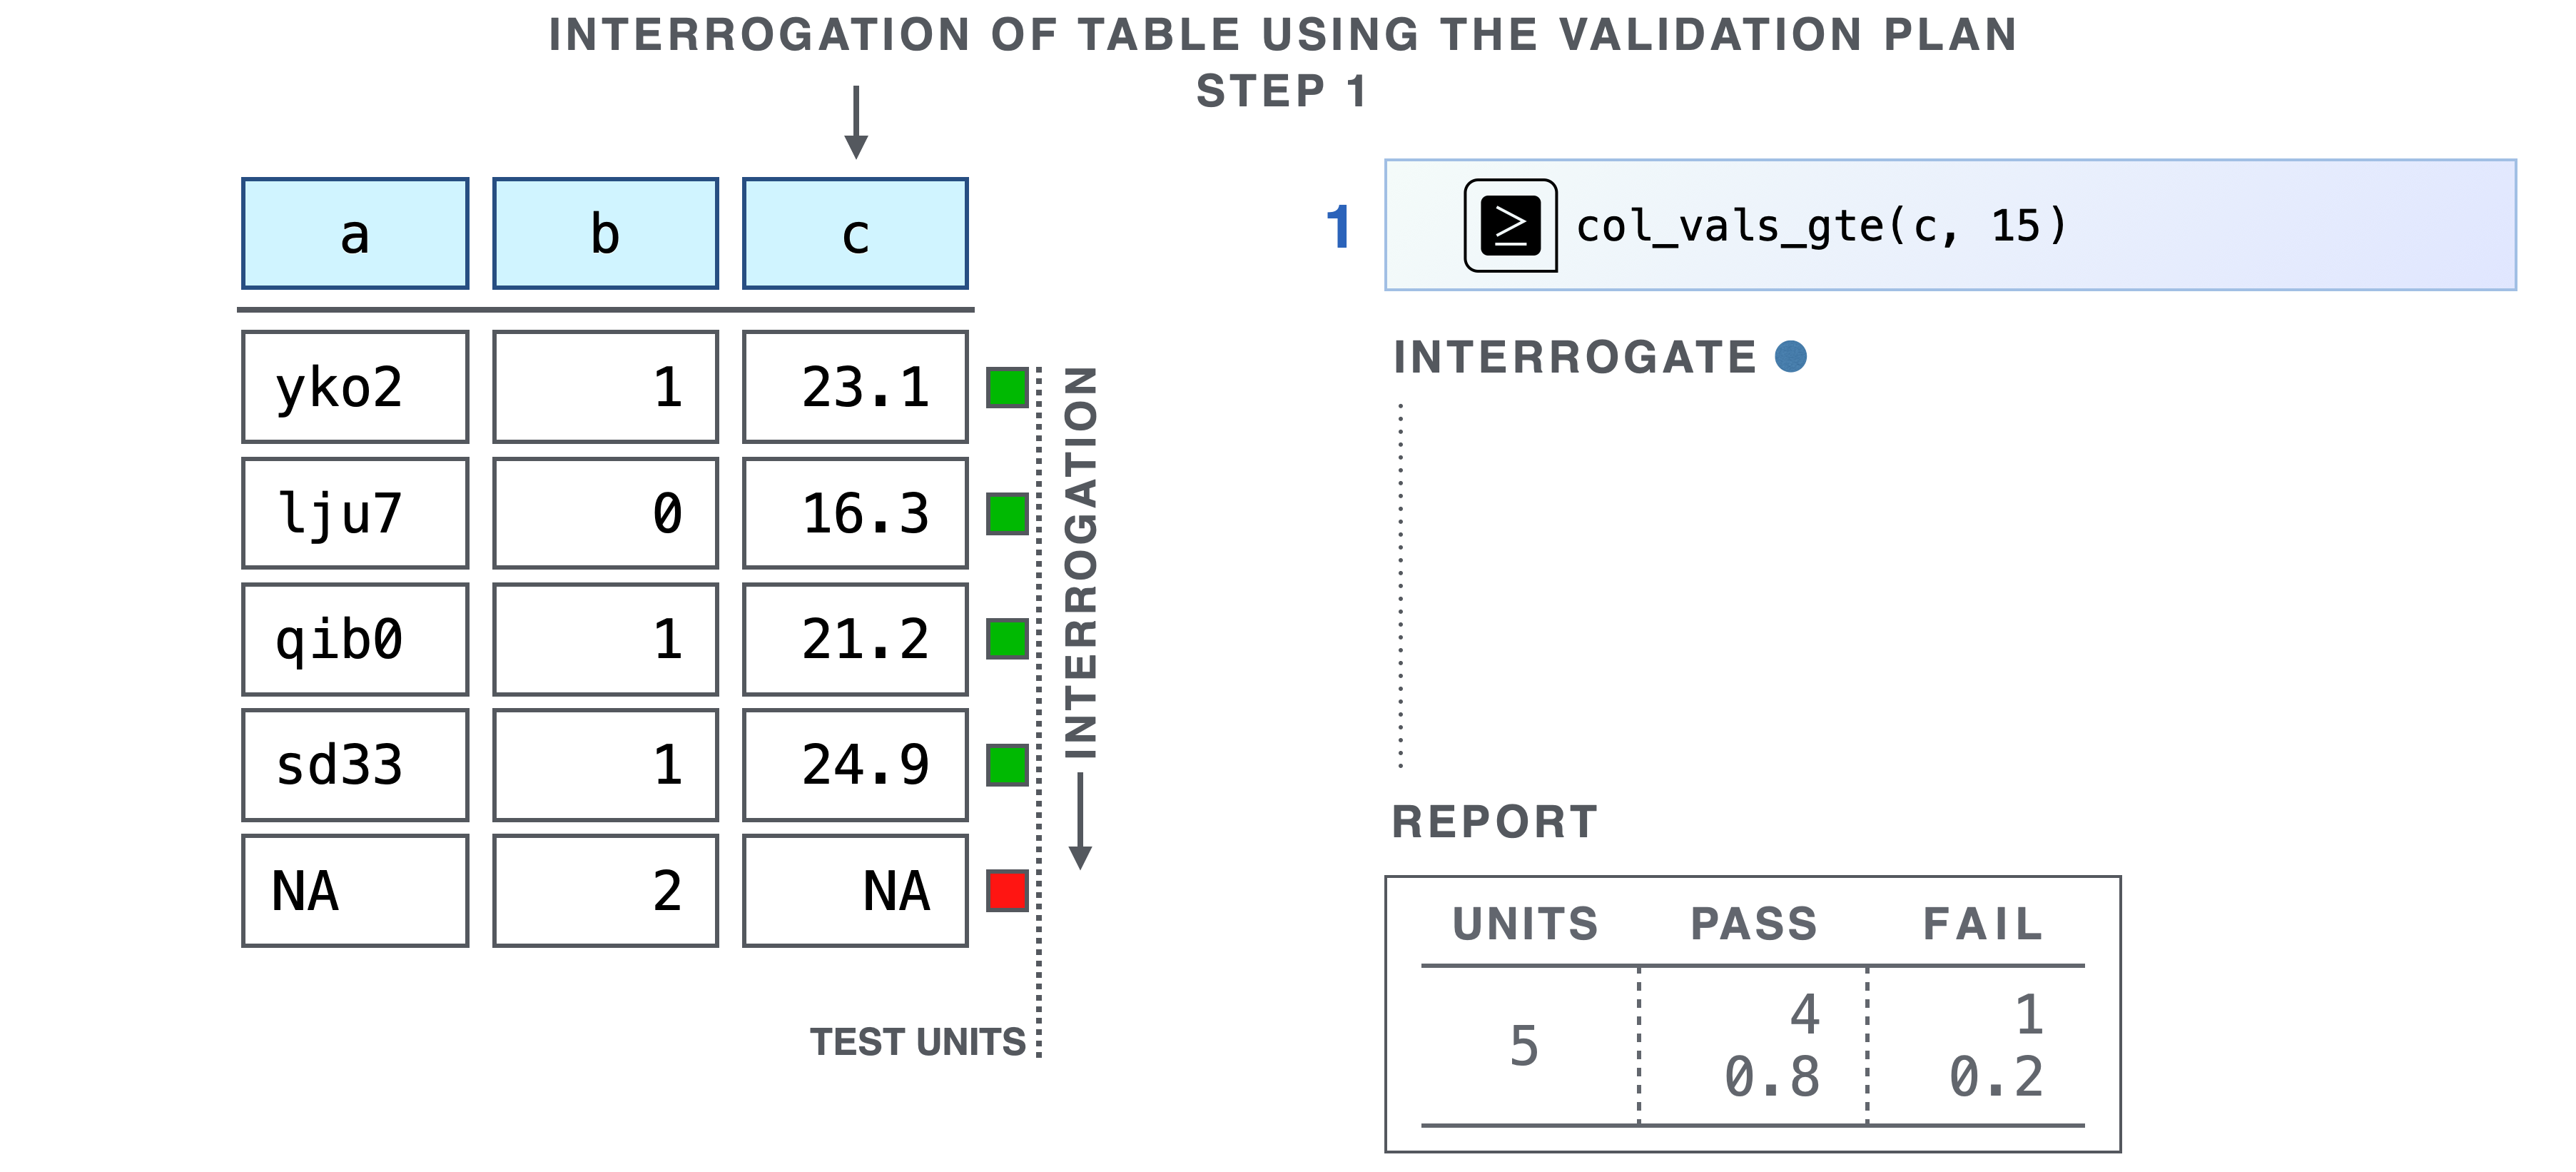 INTERROGATION OF TABLE USING THE VALIDATION PLAN
STEP 1
a b c
yko2 1 23.1
lju7 0 16.3
qib0 1 21.2
sd33 1 24.9
NA 2 NA
INTERROGATION
TEST UNITS
1 ≥ col_vals_gte(c, 15)
INTERROGATE
REPORT
UNITS PASS FAIL
5 4 1
0.8 0.2